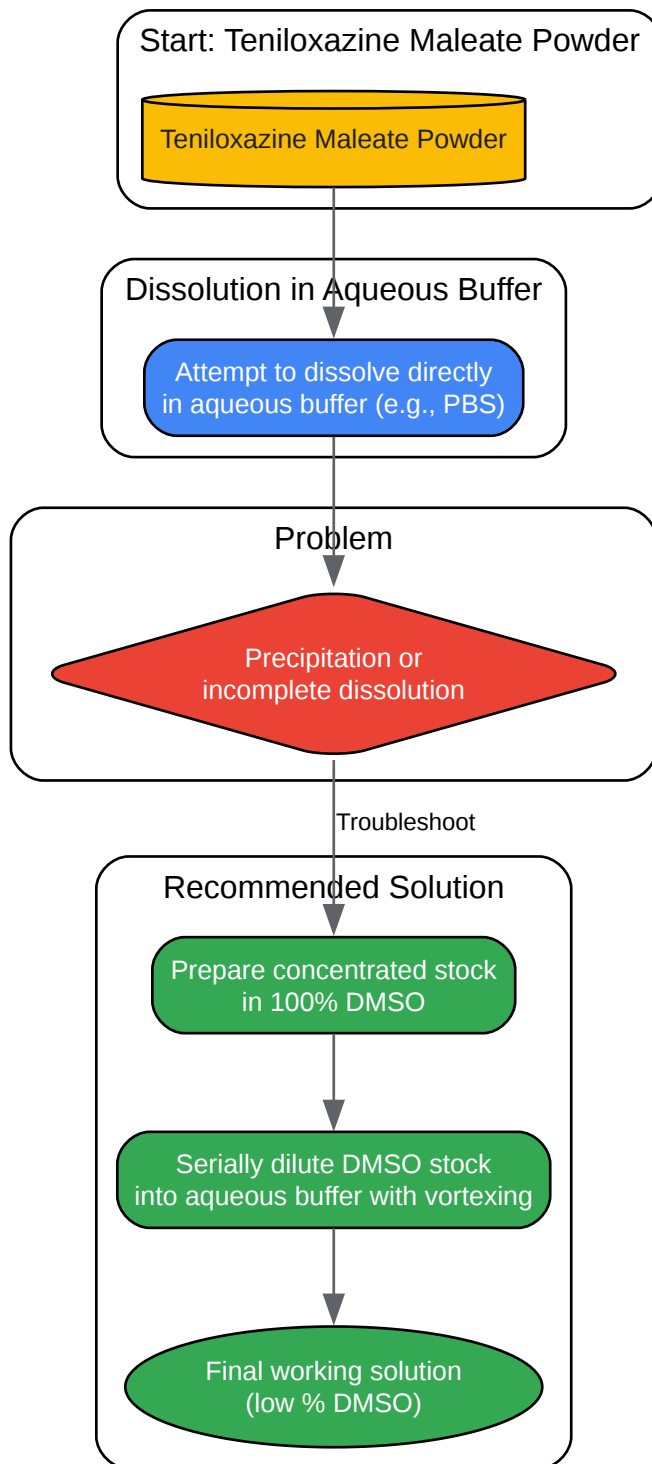 Start: Teniloxazine Maleate Powder
Teniloxazine Maleate Powder
Dissolution in Aqueous Buffer
Attempt to dissolve directly
in aqueous buffer (e.g., PBS)
Problem
Precipitation or
incomplete dissolution
Troubleshoot
Recommended Solution
Prepare concentrated stock
in 100% DMSO
Serially dilute DMSO stock
into aqueous buffer with vortexing
Final working solution
(low % DMSO)